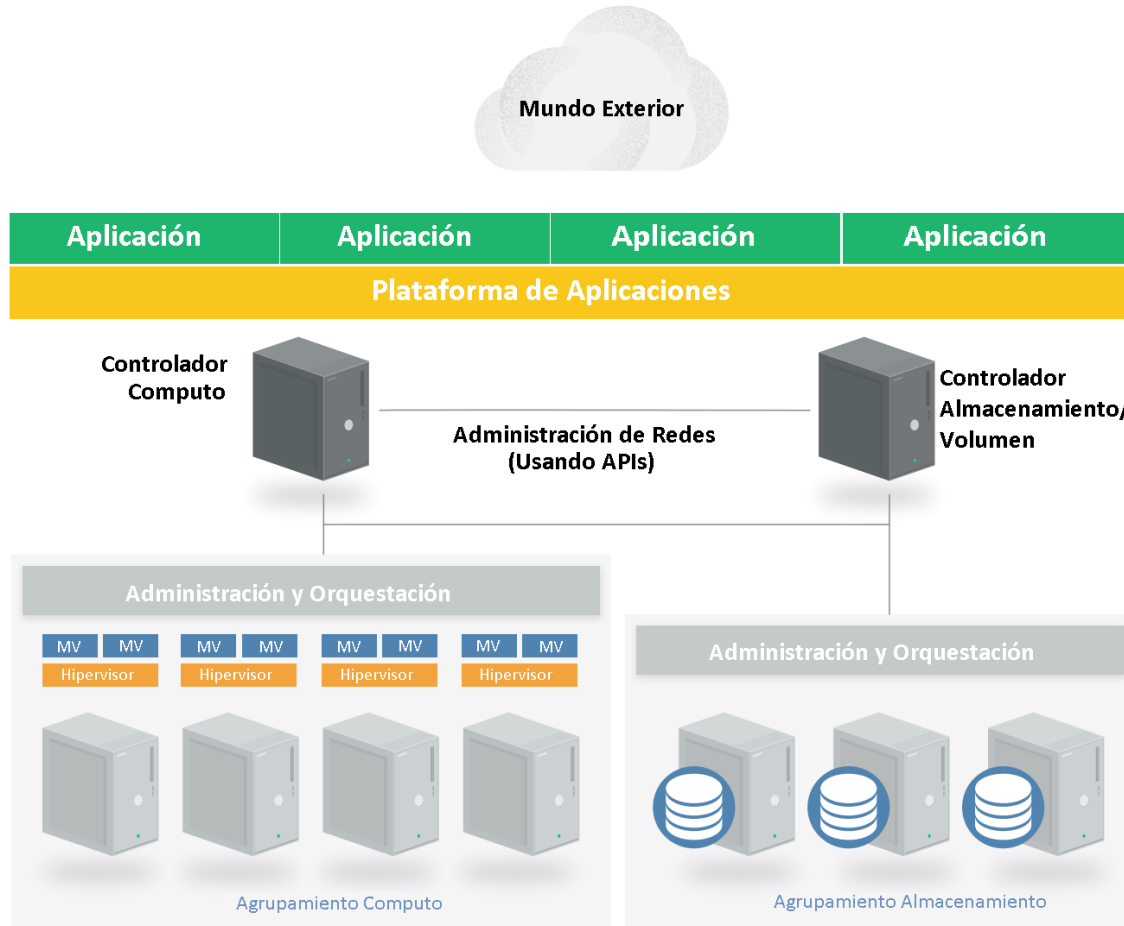 Mundo Exterior
Aplicación
Aplicación
Aplicación
Aplicación
Plataforma de Aplicaciones
Controlador
Computo
Administración de Redes
(Usando APIs)
Controlador
Almacenamiento/
Volumen
Administración y Orquestación
MV
MV
MV
MV
MV
MV
MV
MV
Hipervisor
Hipervisor
Hipervisor
Hipervisor
Agrupamiento Computo
Administración y Orquestación
Agrupamiento Almacenamiento